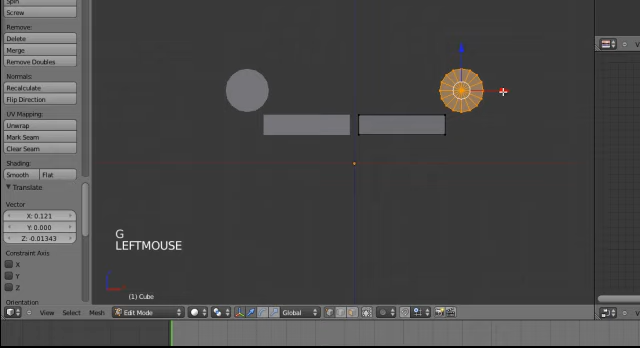 Spin
Screw
Remove:
Delete
Merge
Remove Doubles
Normals:
Recalculate
Flip Direction
UV Mapping:
Unwrap
Mark Seam
Clear Seam
Shading:
Smooth Flat
Translate
Vector
X: 0.121
Y: 0.000
Z: -0.01343
Constraint Axis
X
Y
Z
Orientation
G
LEFTMOUSE
(1) Cube
View Select Mesh Edit Mode Global